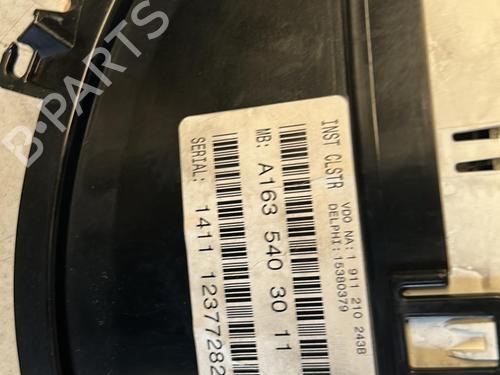 INST CLSTR
VDO NA: 1 911 210 243B
DELPHI: 15380379
MB: A163 540 30 11
SERIAL: 1411 12377282
B-PARTS